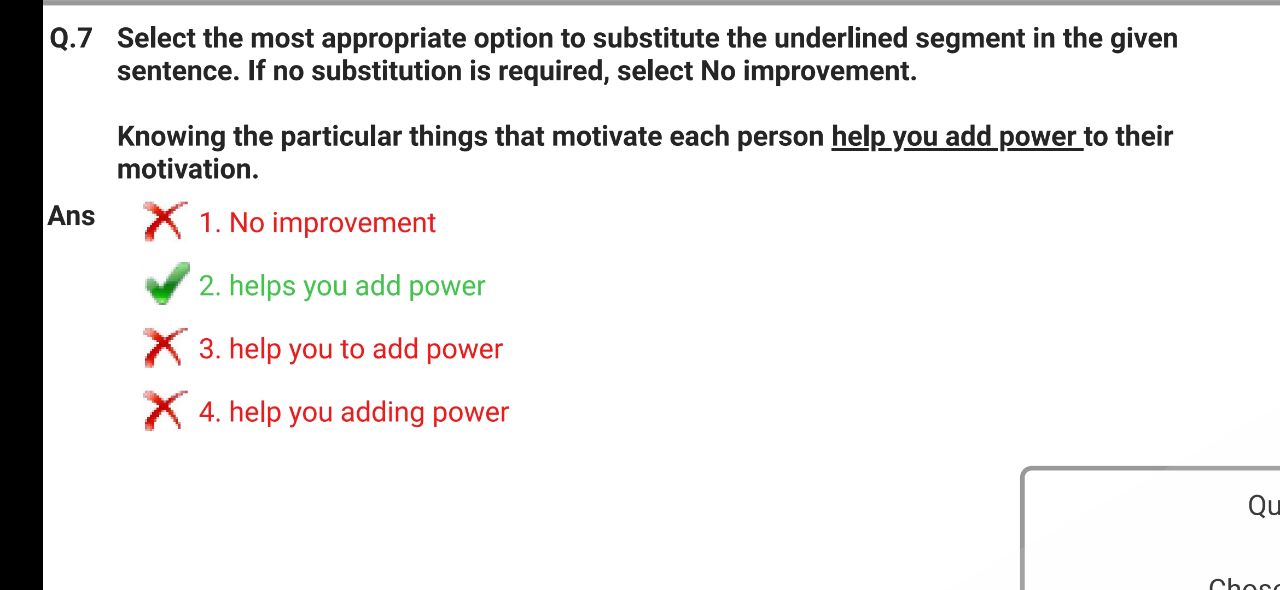 Q.7 Select the most appropriate option to substitute the underlined segment in the given
sentence. If no substitution is required, select No improvement.
Knowing the particular things that motivate each person help you add power to their
motivation.
Ans 1. No improvement
2. helps you add power
3. help you to add power
4. help you adding power
Qu